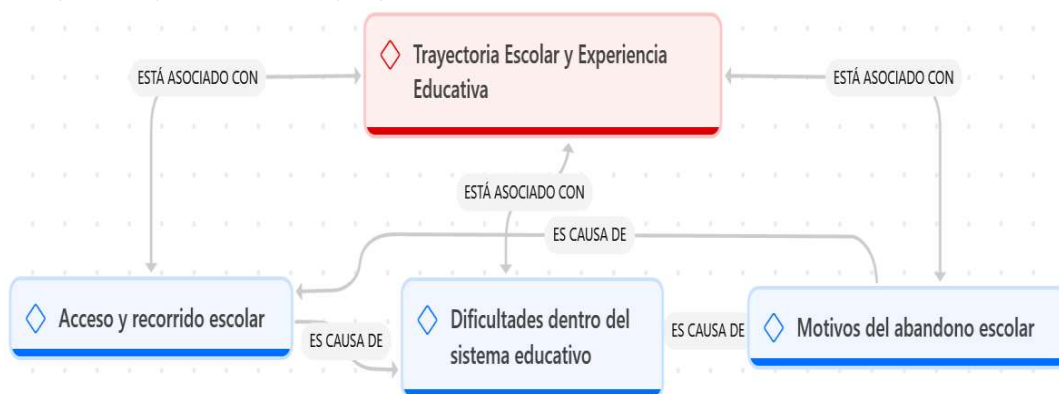 Trayectoria Escolar y Experiencia
Educativa
ESTÁ ASOCIADO CON
ESTÁ ASOCIADO CON
ESTÁ ASOCIADO CON
ES CAUSA DE
Acceso y recorrido escolar
ES CAUSA DE
Dificultades dentro del
sistema educativo
ES CAUSA DE
Motivos del abandono escolar